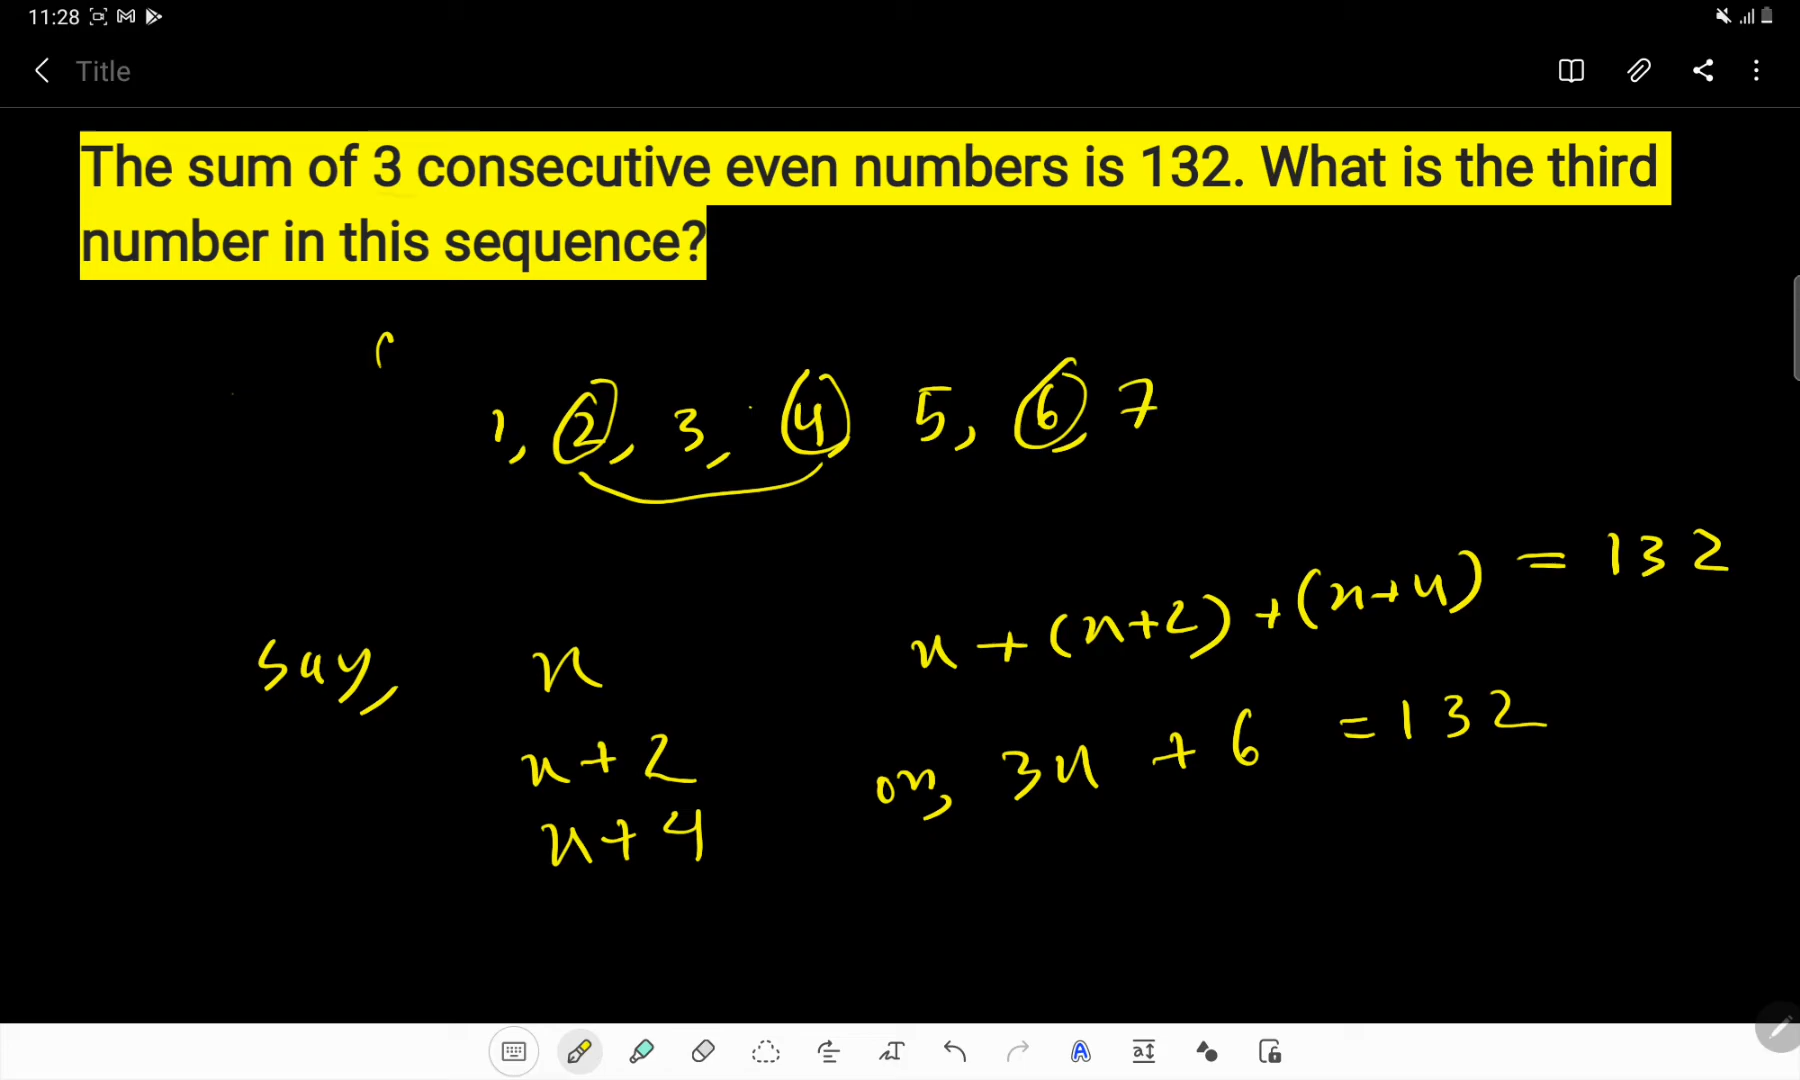 11:28
Title
The sum of 3 consecutive even numbers is 132. What is the third
number in this sequence?
1, 2, 3, 4 5, 6, 7
x + (x+2) + (x+4) = 132
say, x
x + 2
or, 3x + 6 = 132
x + 4